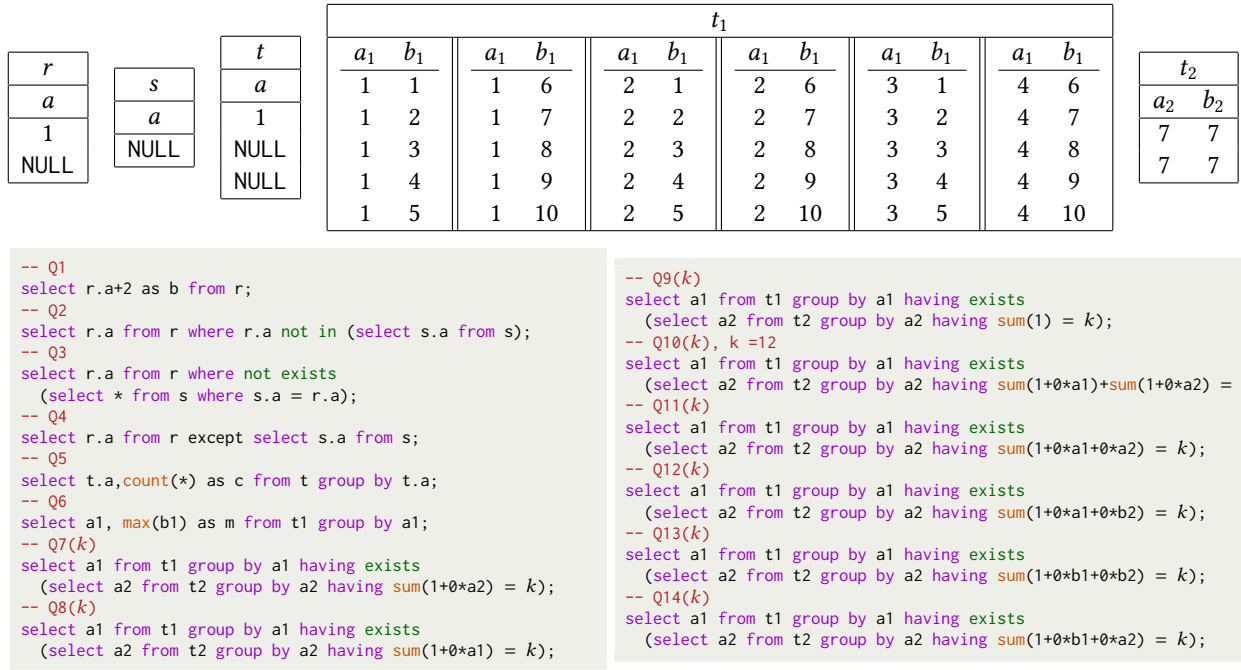 r
a
1
NULL
s
a
NULL
t
a
1
NULL
NULL
t₁
a₁ b₁ a₁ b₁ a₁ b₁ a₁ b₁ a₁ b₁ a₁ b₁
1 1 1 6 2 1 2 6 3 1 4 6
1 2 1 7 2 2 2 7 3 2 4 7
1 3 1 8 2 3 2 8 3 3 4 8
1 4 1 9 2 4 2 9 3 4 4 9
1 5 1 10 2 5 2 10 3 5 4 10
t₂
a₂ b₂
7 7
7 7
-- Q1
select r.a+2 as b from r;
-- Q2
select r.a from r where r.a not in (select s.a from s);
-- Q3
select r.a from r where not exists
(select * from s where s.a = r.a);
-- Q4
select r.a from r except select s.a from s;
-- Q5
select t.a,count(*) as c from t group by t.a;
-- Q6
select a1, max(b1) as m from t1 group by a1;
-- Q7(k)
select a1 from t1 group by a1 having exists
(select a2 from t2 group by a2 having sum(1+0*a2) = k);
-- Q8(k)
select a1 from t1 group by a1 having exists
(select a2 from t2 group by a2 having sum(1+0*a1) = k);
-- Q9(k)
select a1 from t1 group by a1 having exists
(select a2 from t2 group by a2 having sum(1) = k);
-- Q10(k), k =12
select a1 from t1 group by a1 having exists
(select a2 from t2 group by a2 having sum(1+0*a1)+sum(1+0*a2) =
-- Q11(k)
select a1 from t1 group by a1 having exists
(select a2 from t2 group by a2 having sum(1+0*a1+0*a2) = k);
-- Q12(k)
select a1 from t1 group by a1 having exists
(select a2 from t2 group by a2 having sum(1+0*a1+0*b2) = k);
-- Q13(k)
select a1 from t1 group by a1 having exists
(select a2 from t2 group by a2 having sum(1+0*b1+0*b2) = k);
-- Q14(k)
select a1 from t1 group by a1 having exists
(select a2 from t2 group by a2 having sum(1+0*b1+0*a2) = k);